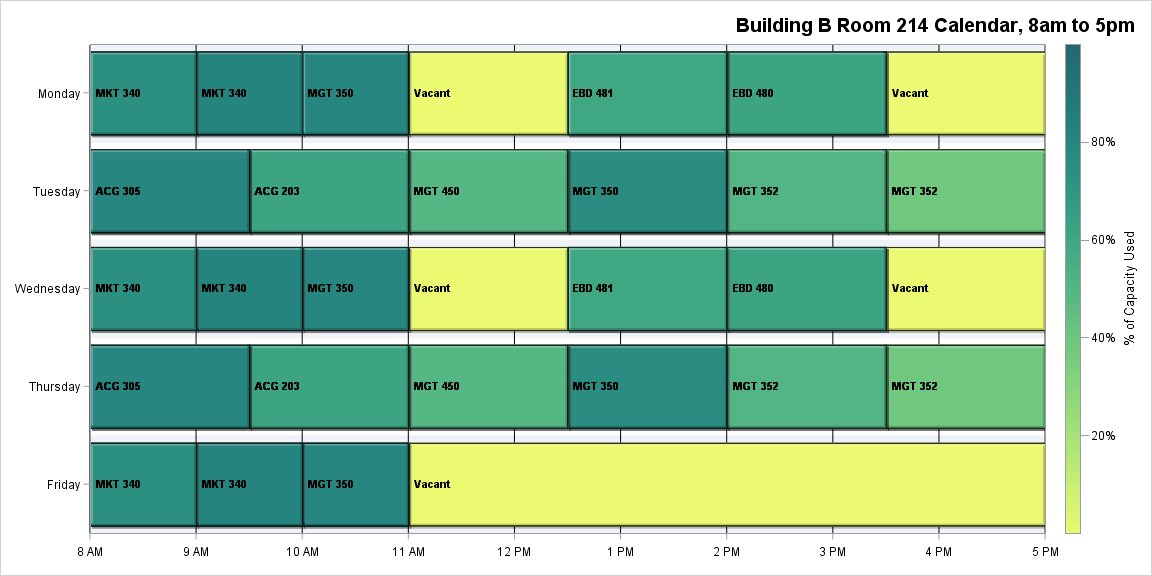 Building B Room 214 Calendar, 8am to 5pm
Monday
MKT 340
MKT 340
MGT 350
Vacant
EBD 481
EBD 480
Vacant
Tuesday
ACG 305
ACG 203
MGT 450
MGT 350
MGT 352
MGT 352
Wednesday
MKT 340
MKT 340
MGT 350
Vacant
EBD 481
EBD 480
Vacant
Thursday
ACG 305
ACG 203
MGT 450
MGT 350
MGT 352
MGT 352
Friday
MKT 340
MKT 340
MGT 350
Vacant
8 AM
9 AM
10 AM
11 AM
12 PM
1 PM
2 PM
3 PM
4 PM
5 PM
80%
60%
40%
20%
% of Capacity Used